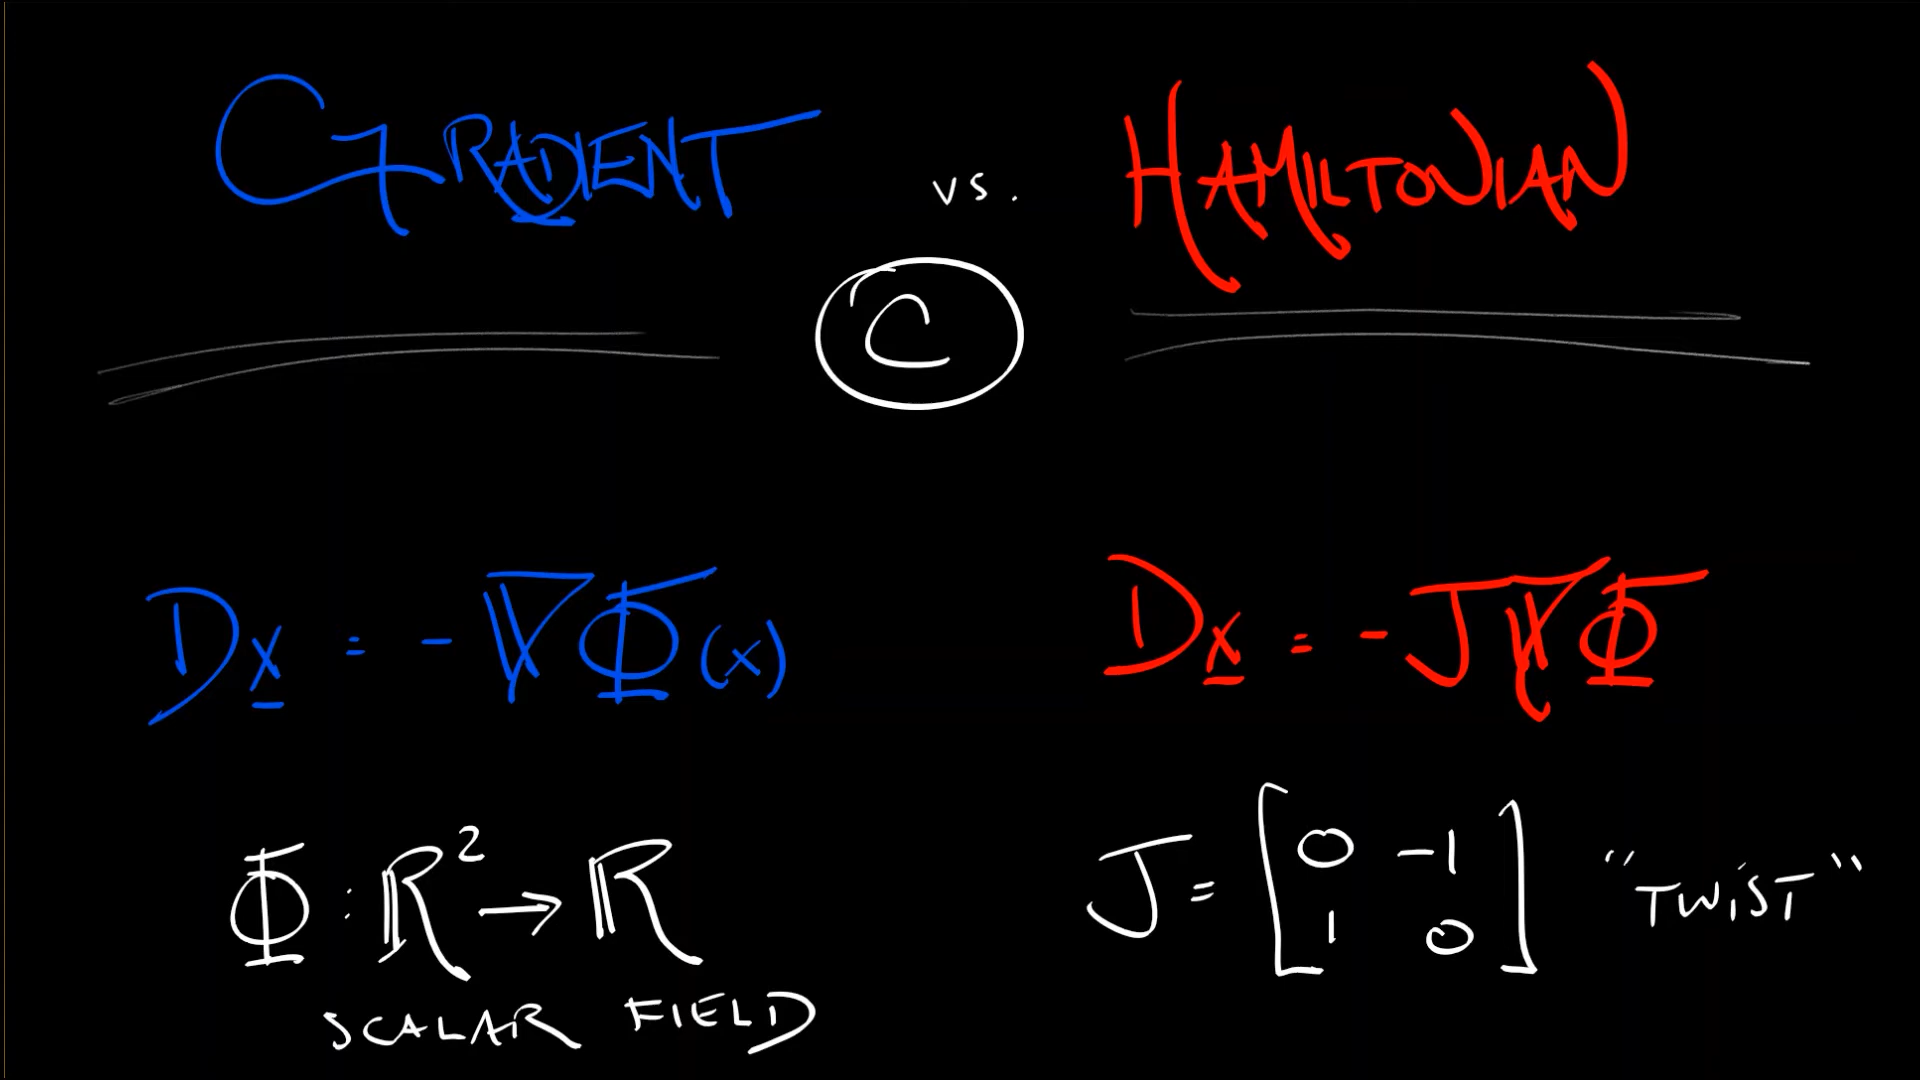 GRADIENT vs. HAMILTONIAN
C
Dx = -∇Φ(x)
Dx = -J∇Φ
Φ : ℝ² → ℝ
SCALAR FIELD
J = [0 -1
1 0] "TWIST"